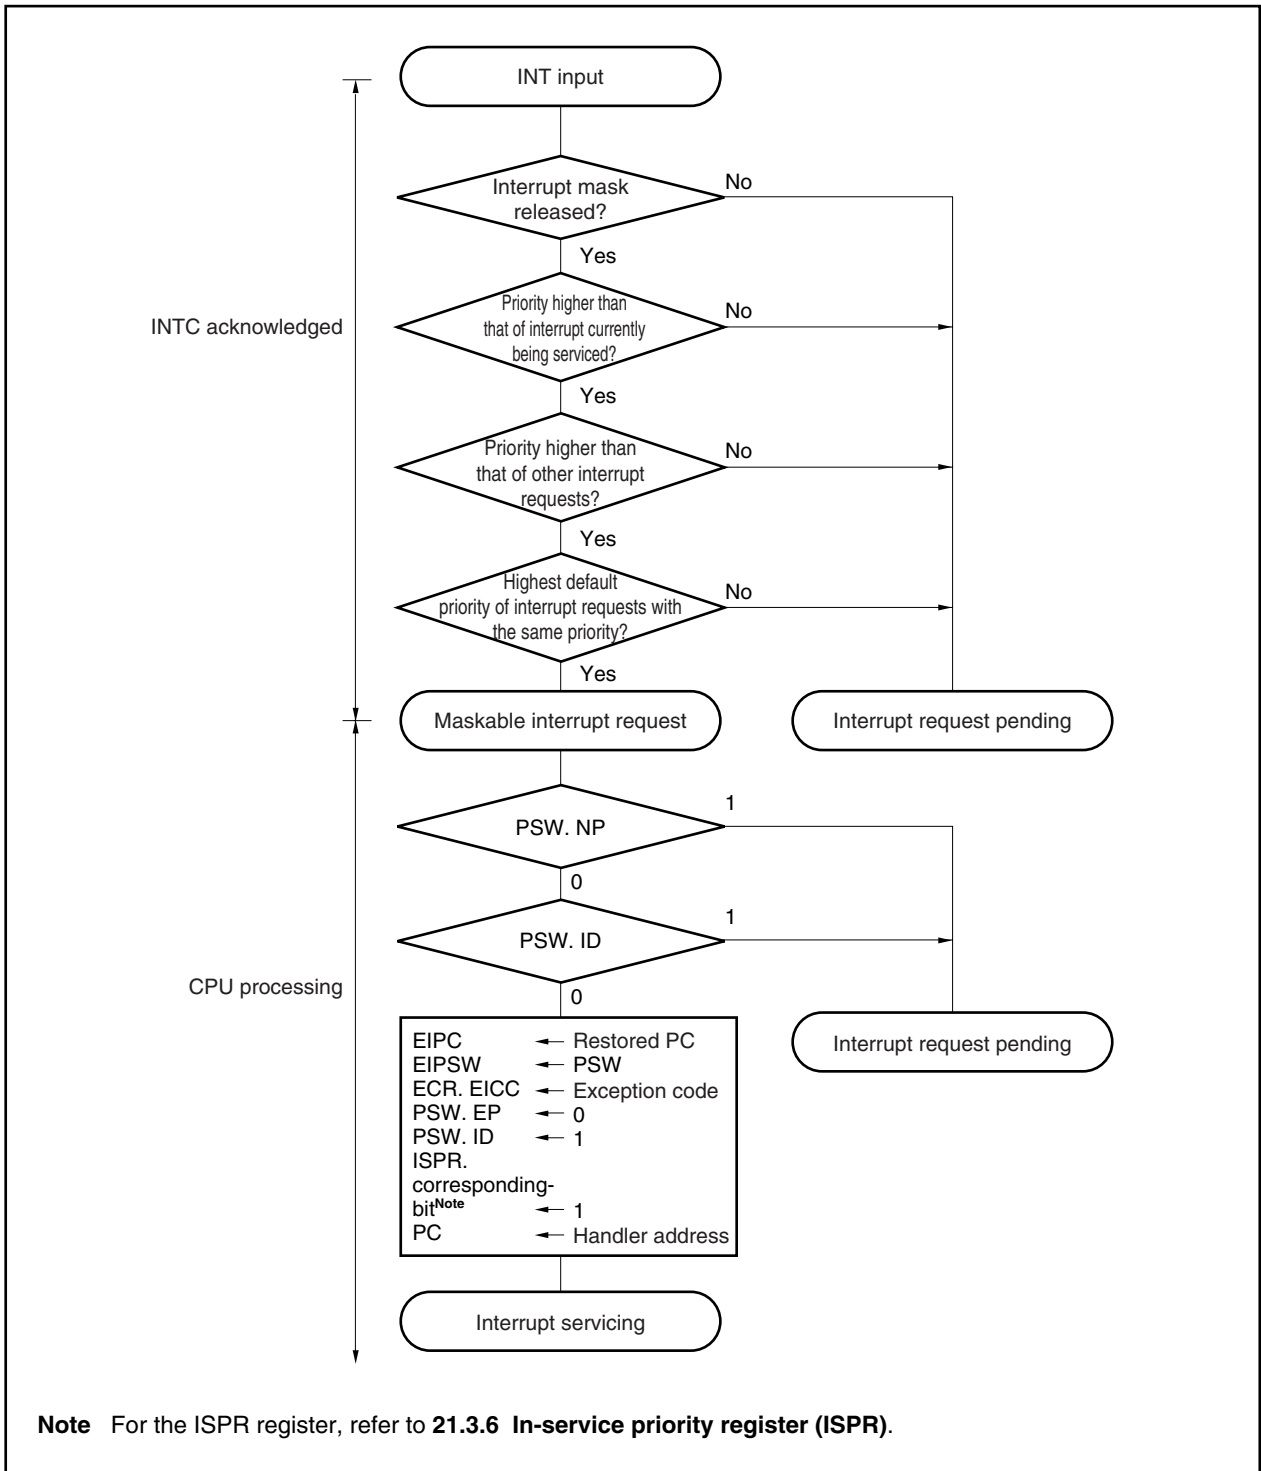 INT input
Interrupt mask
released?
No
Yes
Priority higher than
that of interrupt currently
being serviced?
No
INTC acknowledged
Yes
Priority higher than
that of other interrupt
requests?
No
Yes
Highest default
priority of interrupt requests with
the same priority?
No
Yes
Maskable interrupt request
Interrupt request pending
PSW. NP
1
0
PSW. ID
1
CPU processing
0
Interrupt request pending
EIPC ← Restored PC
EIPSW ← PSW
ECR. EICC ← Exception code
PSW. EP ← 0
PSW. ID ← 1
ISPR.
corresponding-
bitNote ← 1
PC ← Handler address
Interrupt servicing
Note For the ISPR register, refer to 21.3.6 In-service priority register (ISPR).